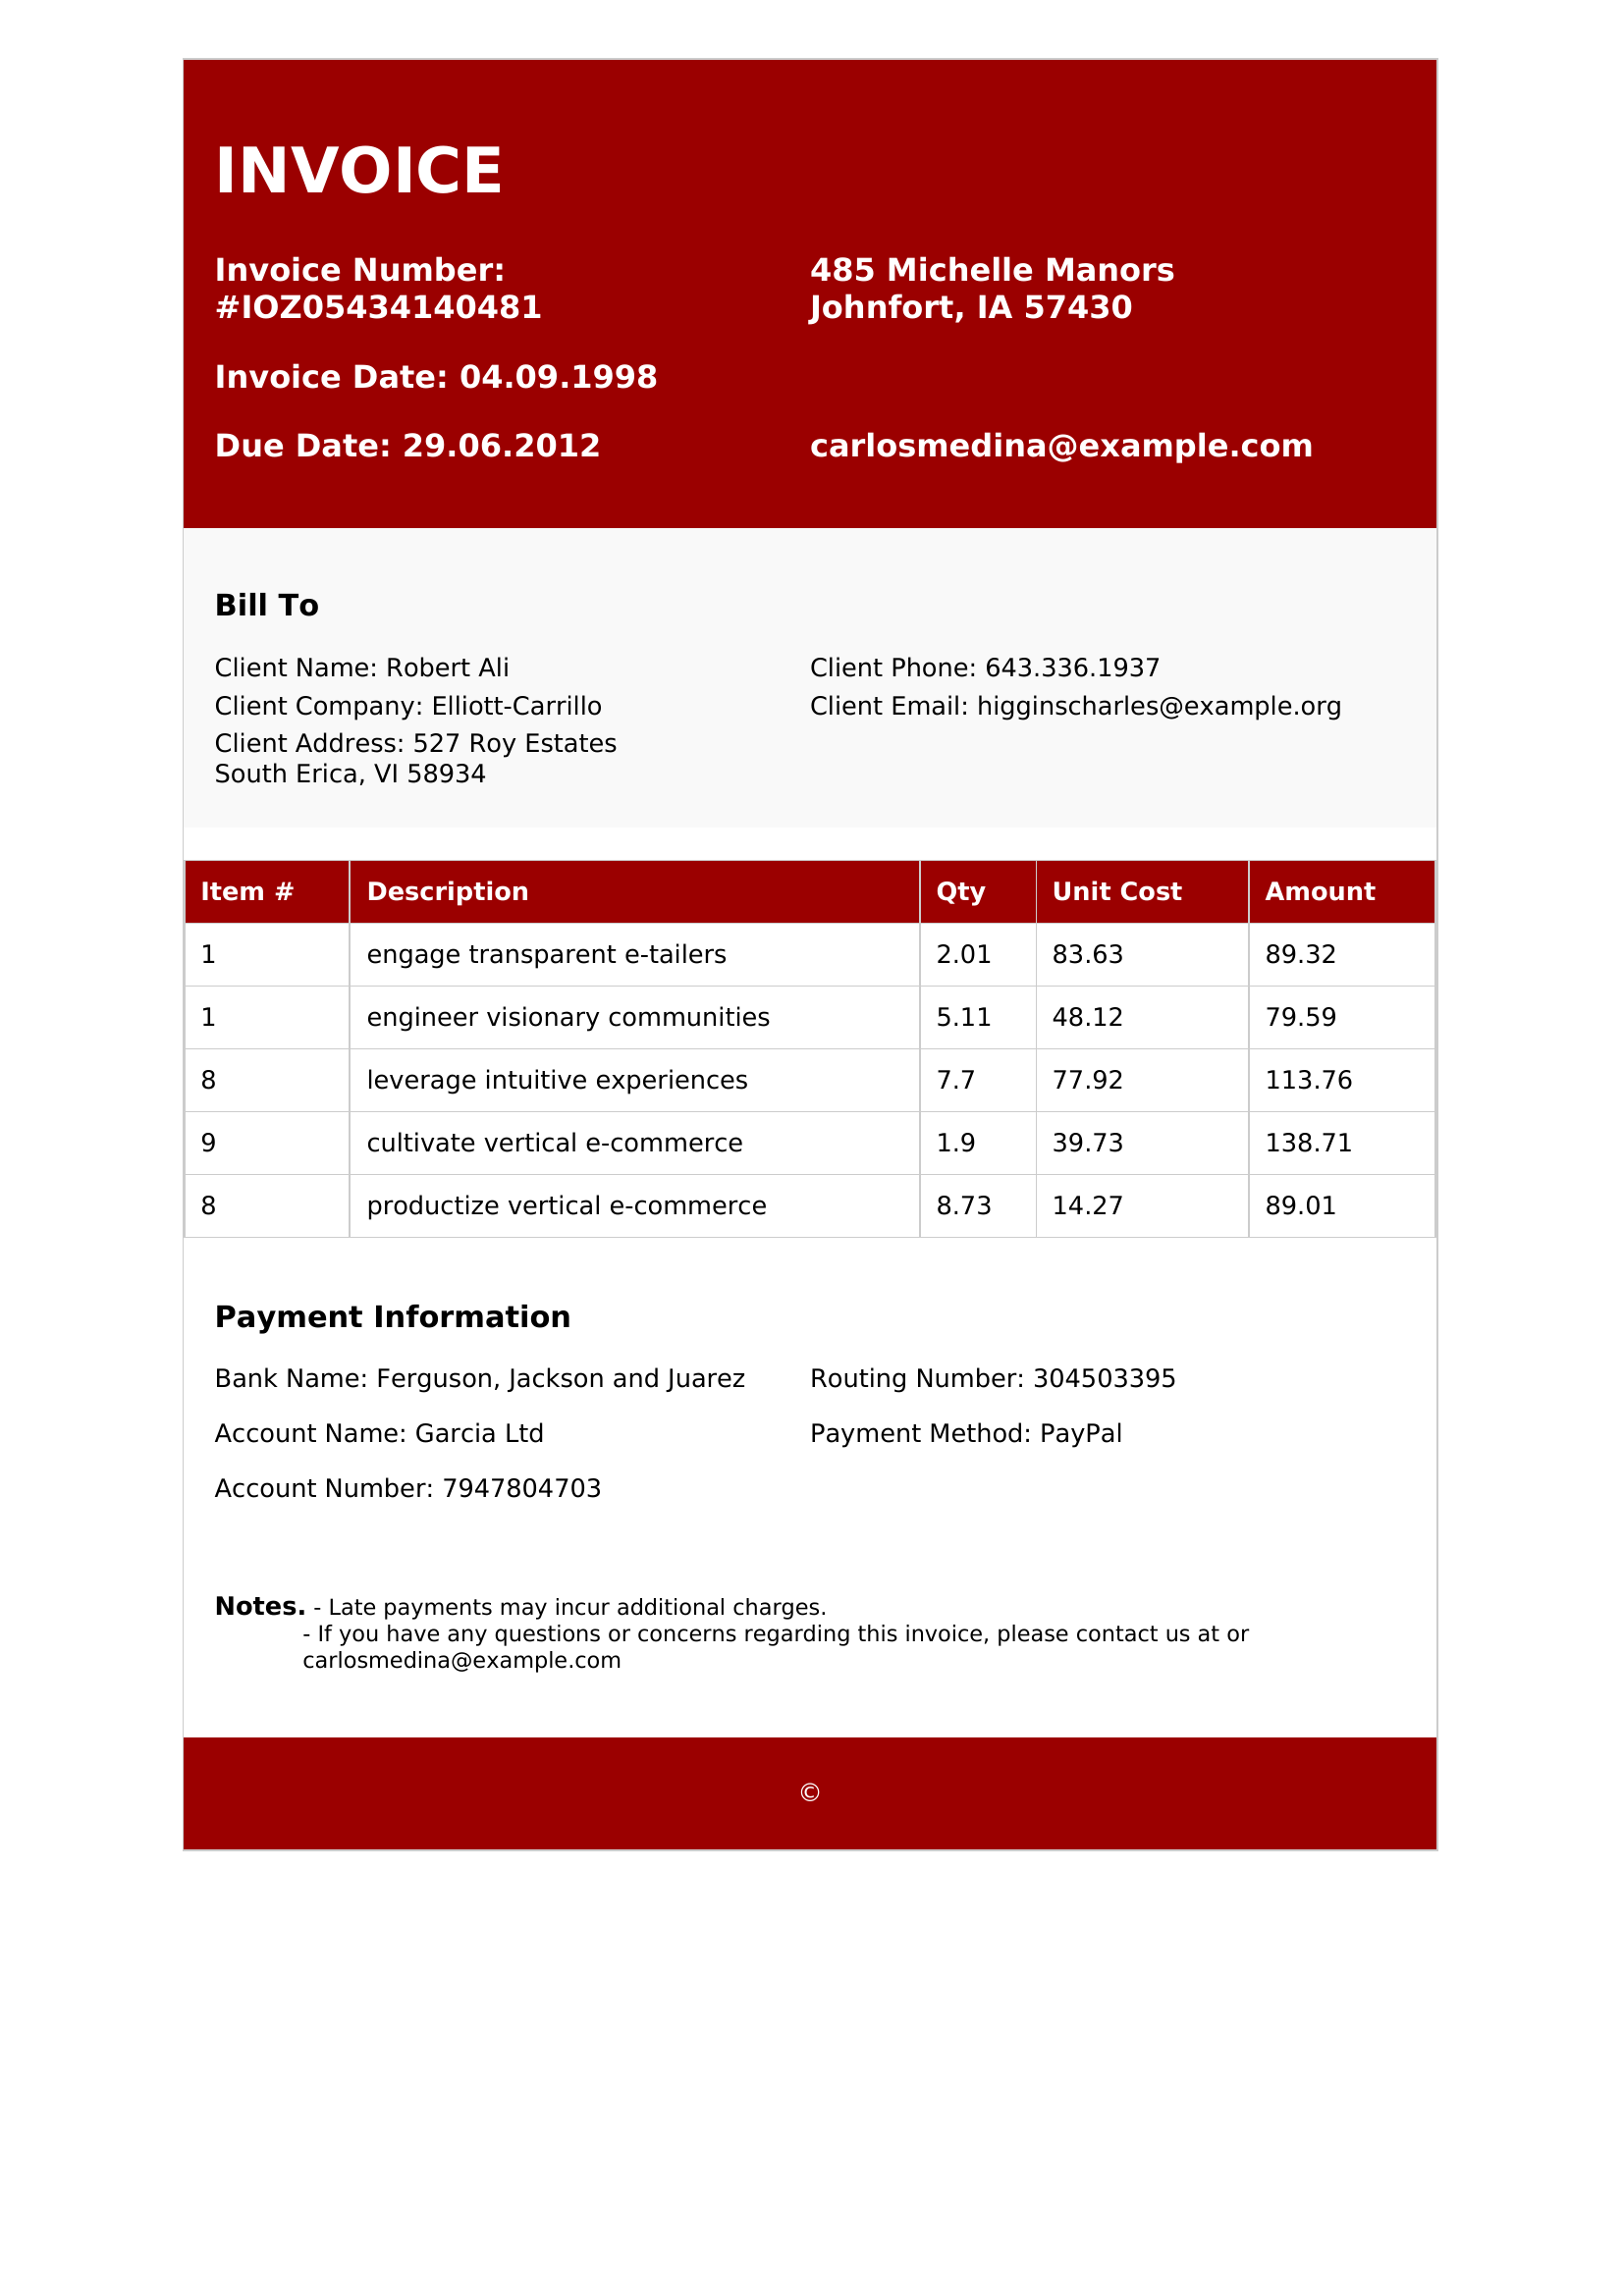 INVOICE
Invoice Number:
#IOZ05434140481
485 Michelle Manors
Johnfort, IA 57430
Invoice Date: 04.09.1998
Due Date: 29.06.2012
carlosmedina@example.com
Bill To
Client Name: Robert Ali
Client Company: Elliott-Carrillo
Client Address: 527 Roy Estates
South Erica, VI 58934
Client Phone: 643.336.1937
Client Email: higginscharles@example.org
Item # Description Qty Unit Cost Amount
1 engage transparent e-tailers 2.01 83.63 89.32
1 engineer visionary communities 5.11 48.12 79.59
8 leverage intuitive experiences 7.7 77.92 113.76
9 cultivate vertical e-commerce 1.9 39.73 138.71
8 productize vertical e-commerce 8.73 14.27 89.01
Payment Information
Bank Name: Ferguson, Jackson and Juarez
Account Name: Garcia Ltd
Account Number: 7947804703
Routing Number: 304503395
Payment Method: PayPal
Notes. - Late payments may incur additional charges.
- If you have any questions or concerns regarding this invoice, please contact us at or
carlosmedina@example.com
©